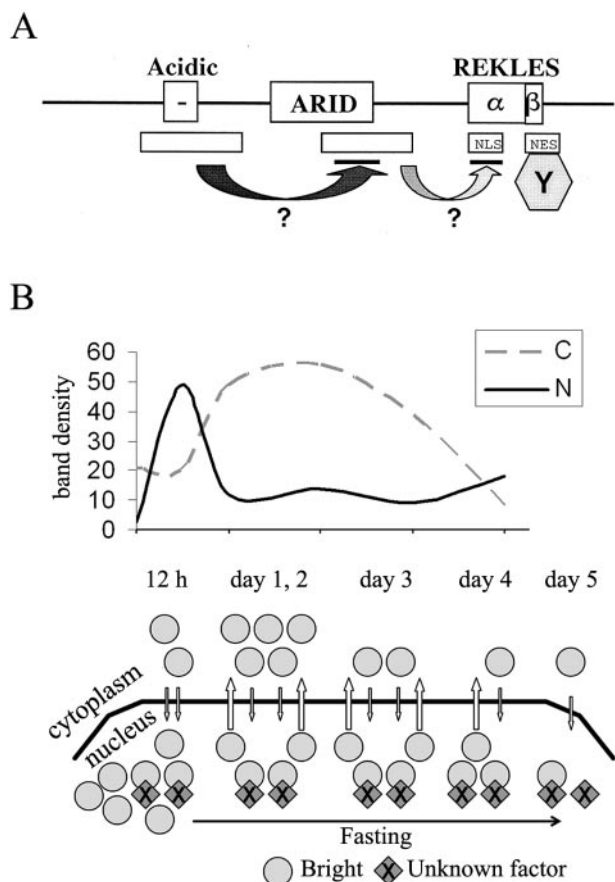 A
Acidic
REKLES
-
ARID
α
β
NLS
NES
Y
?
?
B
60
50
40
30
20
10
0
band density
C
N
12 h
day 1, 2
day 3
day 4
day 5
cytoplasm
nucleus
X X X X X X X X X X
Fasting
Bright X Unknown factor